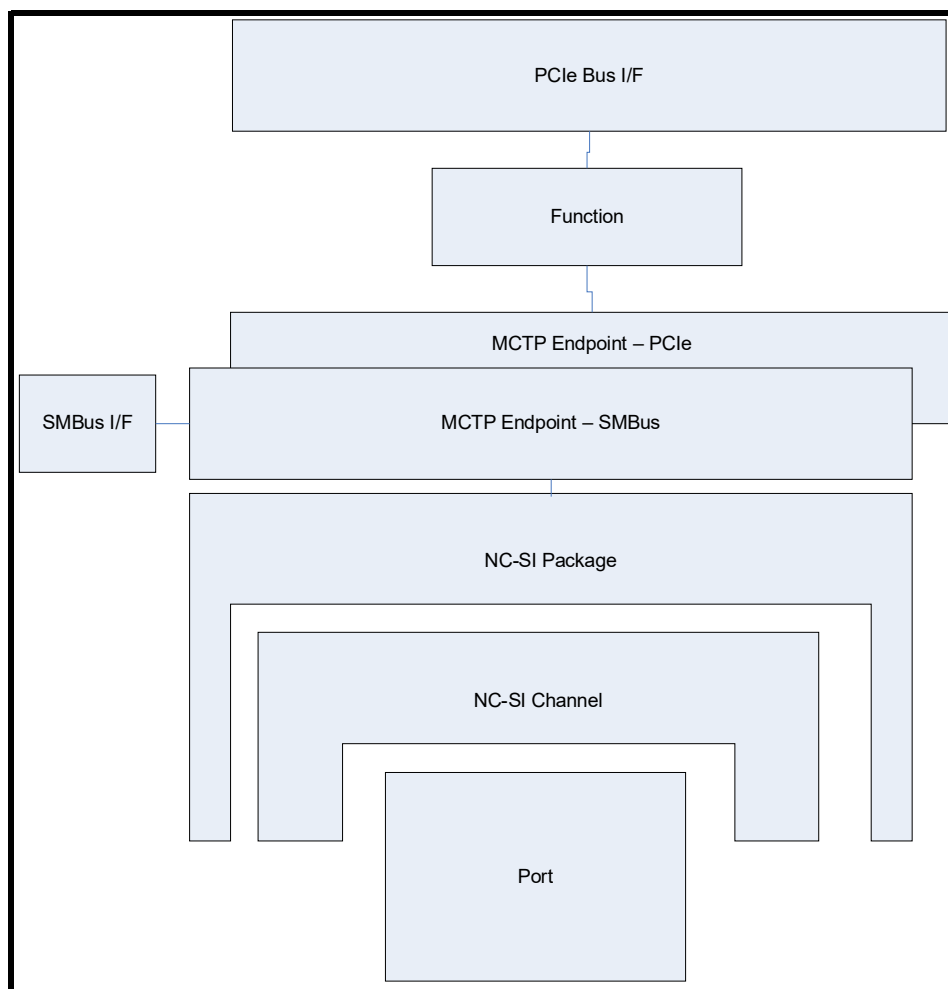 PCIe Bus I/F
Function
MCTP Endpoint – PCIe
SMBus I/F
MCTP Endpoint – SMBus
NC-SI Package
NC-SI Channel
Port